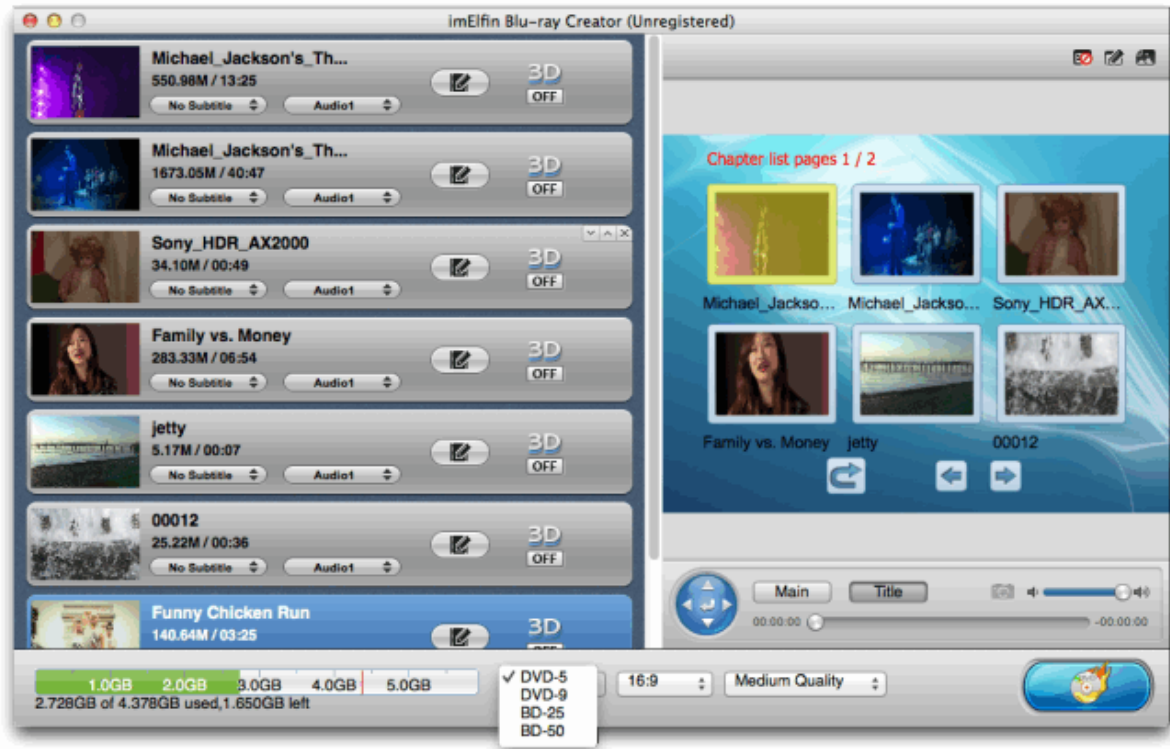 imElfin Blu-ray Creator (Unregistered)
Michael_Jackson's_Th...
550.98M / 13:25
No Subtitle Audio1
3D
OFF
Michael_Jackson's_Th...
1673.05M / 40:47
No Subtitle Audio1
3D
OFF
Sony_HDR_AX2000
34.10M / 00:49
No Subtitle Audio1
3D
OFF
Family vs. Money
283.33M / 06:54
No Subtitle Audio1
3D
OFF
jetty
5.17M / 00:07
No Subtitle Audio1
3D
OFF
00012
25.22M / 00:36
No Subtitle Audio1
3D
OFF
Funny Chicken Run
140.64M / 03:25
3D
Chapter list pages 1 / 2
Michael_Jackso... Michael_Jackso... Sony_HDR_AX...
Family vs. Money jetty 00012
Main Title
00:00:00 -00:00:00
1.0GB 2.0GB 3.0GB 4.0GB 5.0GB
2.728GB of 4.378GB used,1.650GB left
✓ DVD-5
DVD-9
BD-25
BD-50
16:9
Medium Quality